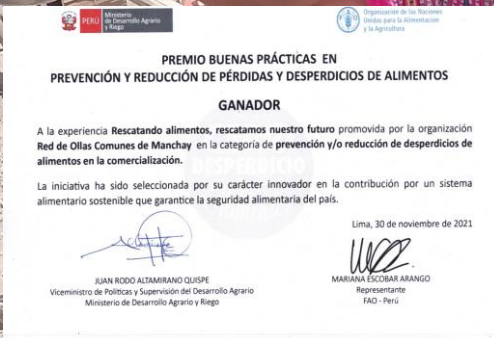 PERÚ
Ministerio
de Desarrollo Agrario
y Riego
Organización de las Naciones
Unidas para la Alimentación
y la Agricultura
PREMIO BUENAS PRÁCTICAS EN
PREVENCIÓN Y REDUCCIÓN DE PÉRDIDAS Y DESPERDICIOS DE ALIMENTOS
GANADOR
A la experiencia Rescatando alimentos, rescatamos nuestro futuro promovida por la organización
Red de Ollas Comunes de Manchay en la categoría de prevención y/o reducción de desperdicios de
alimentos en la comercialización.
DESPERDICIO
La iniciativa ha sido seleccionada por su carácter innovador en la contribución por un sistema
alimentario sostenible que garantice la seguridad alimentaria del país.
Lima, 30 de noviembre de 2021
JUAN RODO ALTAMIRANO QUISPE
Viceministro de Políticas y Supervisión del Desarrollo Agrario
Ministerio de Desarrollo Agrario y Riego
MARIANA ESCOBAR ARANGO
Representante
FAO - Perú